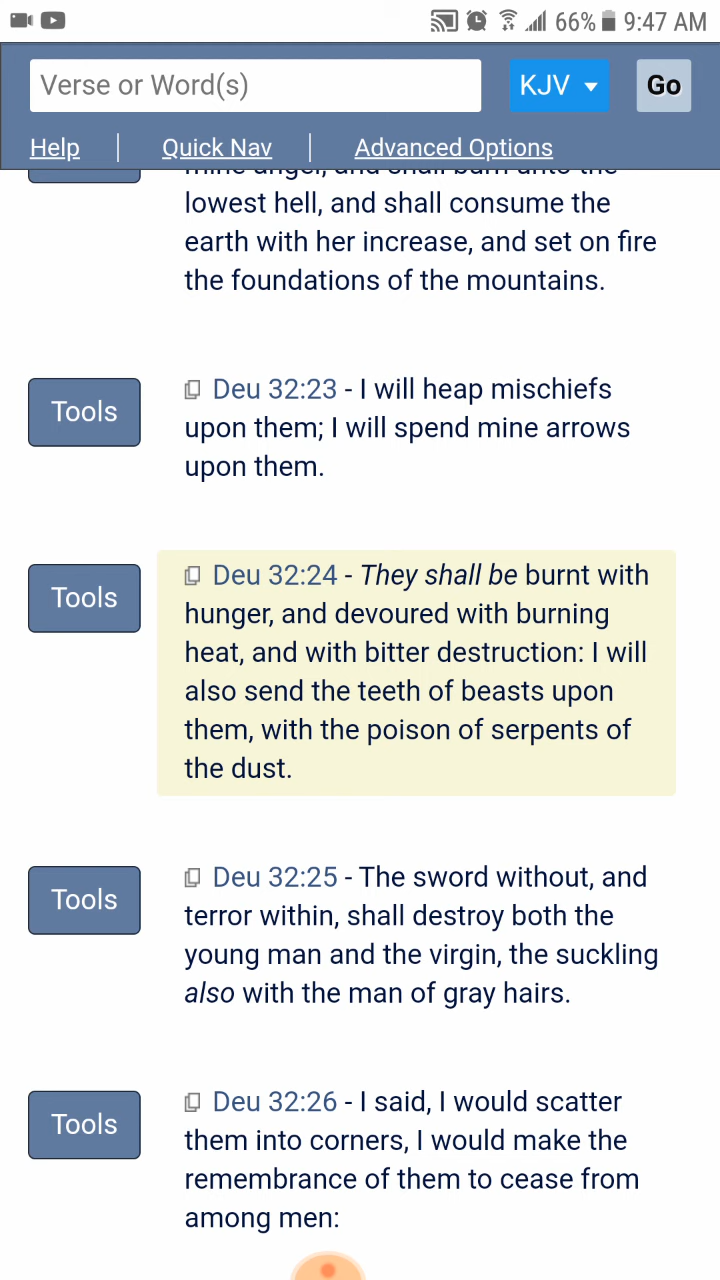 66% 9:47 AM
Verse or Word(s)
KJV
Go
Help
Quick Nav
Advanced Options
mine anger, and shall burn unto the
lowest hell, and shall consume the
earth with her increase, and set on fire
the foundations of the mountains.
Tools
Deu 32:23 - I will heap mischiefs
upon them; I will spend mine arrows
upon them.
Tools
Deu 32:24 - They shall be burnt with
hunger, and devoured with burning
heat, and with bitter destruction: I will
also send the teeth of beasts upon
them, with the poison of serpents of
the dust.
Tools
Deu 32:25 - The sword without, and
terror within, shall destroy both the
young man and the virgin, the suckling
also with the man of gray hairs.
Tools
Deu 32:26 - I said, I would scatter
them into corners, I would make the
remembrance of them to cease from
among men: